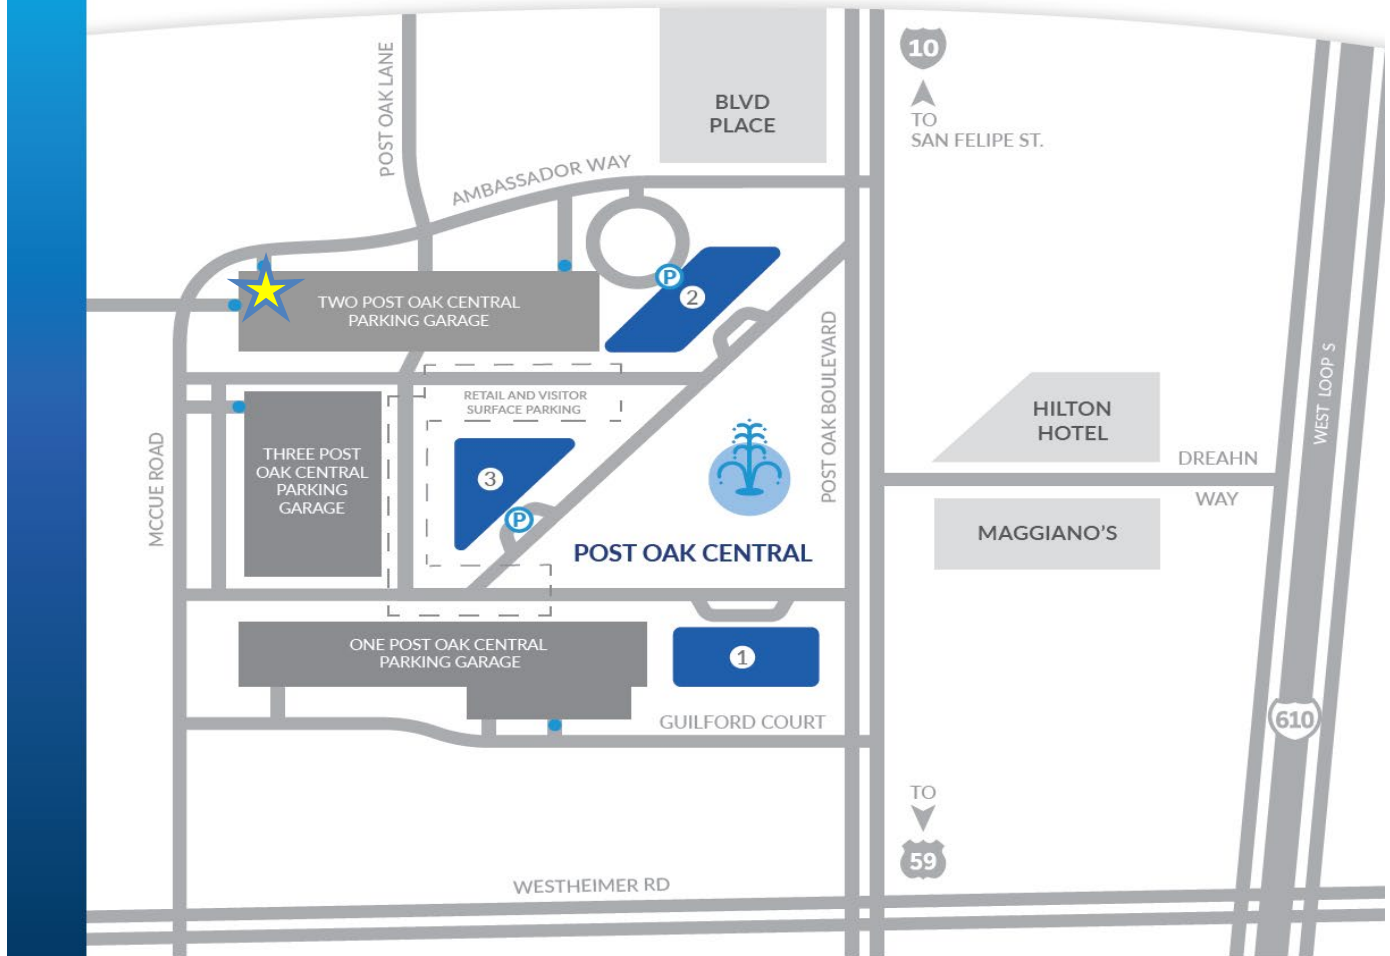 POST OAK LANE
BLVD
PLACE
10
TO
SAN FELIPE ST.
AMBASSADOR WAY
P
2
TWO POST OAK CENTRAL
PARKING GARAGE
POST OAK BOULEVARD
WEST LOOP S
RETAIL AND VISITOR
SURFACE PARKING
HILTON
HOTEL
MCCUE ROAD
THREE POST
OAK CENTRAL
PARKING
GARAGE
3
P
DREAHN
WAY
MAGGIANO'S
POST OAK CENTRAL
ONE POST OAK CENTRAL
PARKING GARAGE
1
GUILFORD COURT
610
TO
59
WESTHEIMER RD